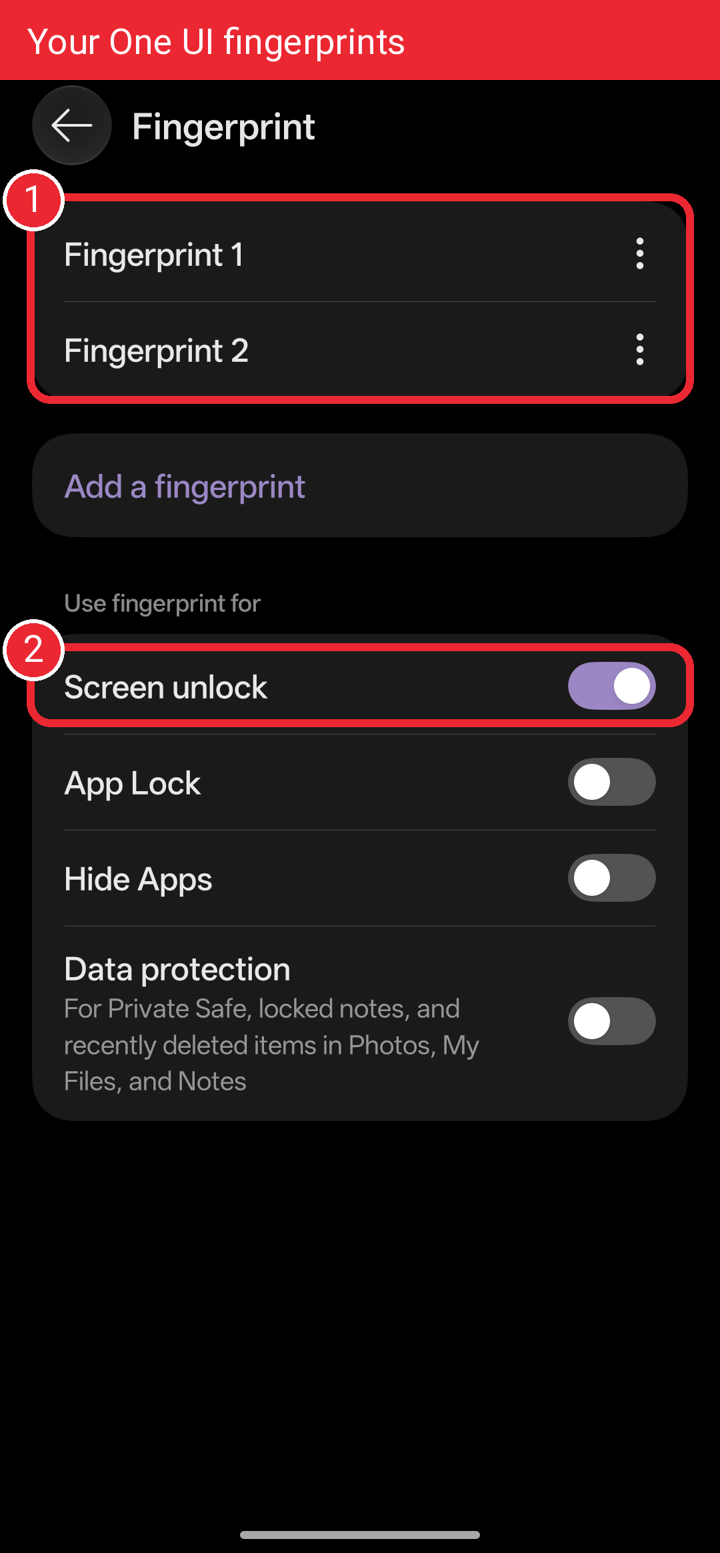 Your One UI fingerprints
Fingerprint
1
Fingerprint 1
Fingerprint 2
Add a fingerprint
Use fingerprint for
2
Screen unlock
App Lock
Hide Apps
Data protection
For Private Safe, locked notes, and
recently deleted items in Photos, My
Files, and Notes